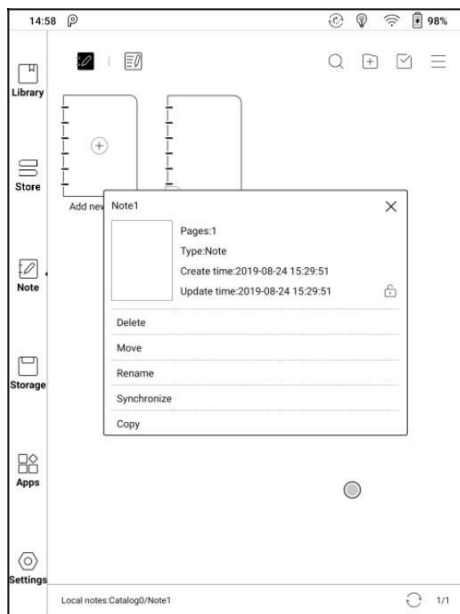 14:58
98%
Library
Store
Note
Storage
Apps
Settings
Add new
Note1
Pages:1
Type:Note
Create time:2019-08-24 15:29:51
Update time:2019-08-24 15:29:51
Delete
Move
Rename
Synchronize
Copy
Local notes:Catalog0/Note1
1/1